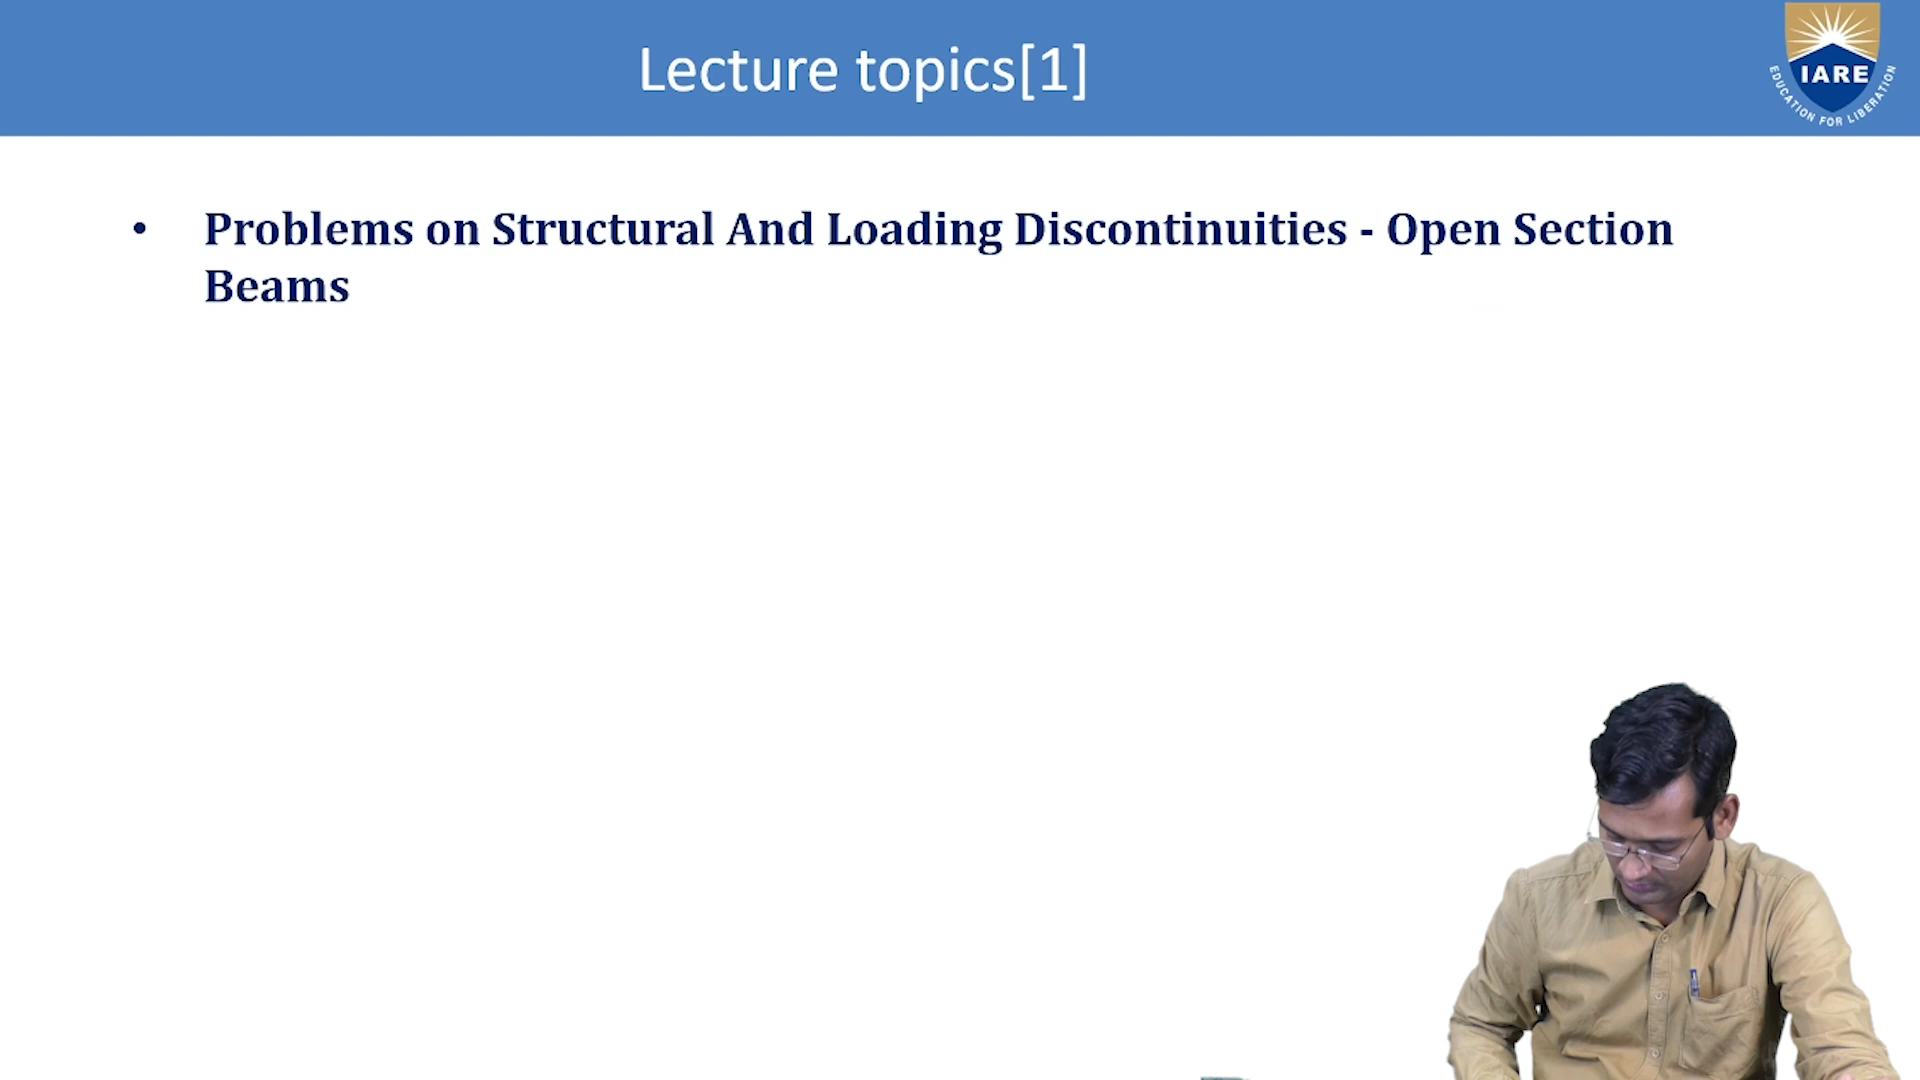 Lecture topics[1]
IARE
EDUCATION FOR LIBERATION
• Problems on Structural And Loading Discontinuities - Open Section
Beams